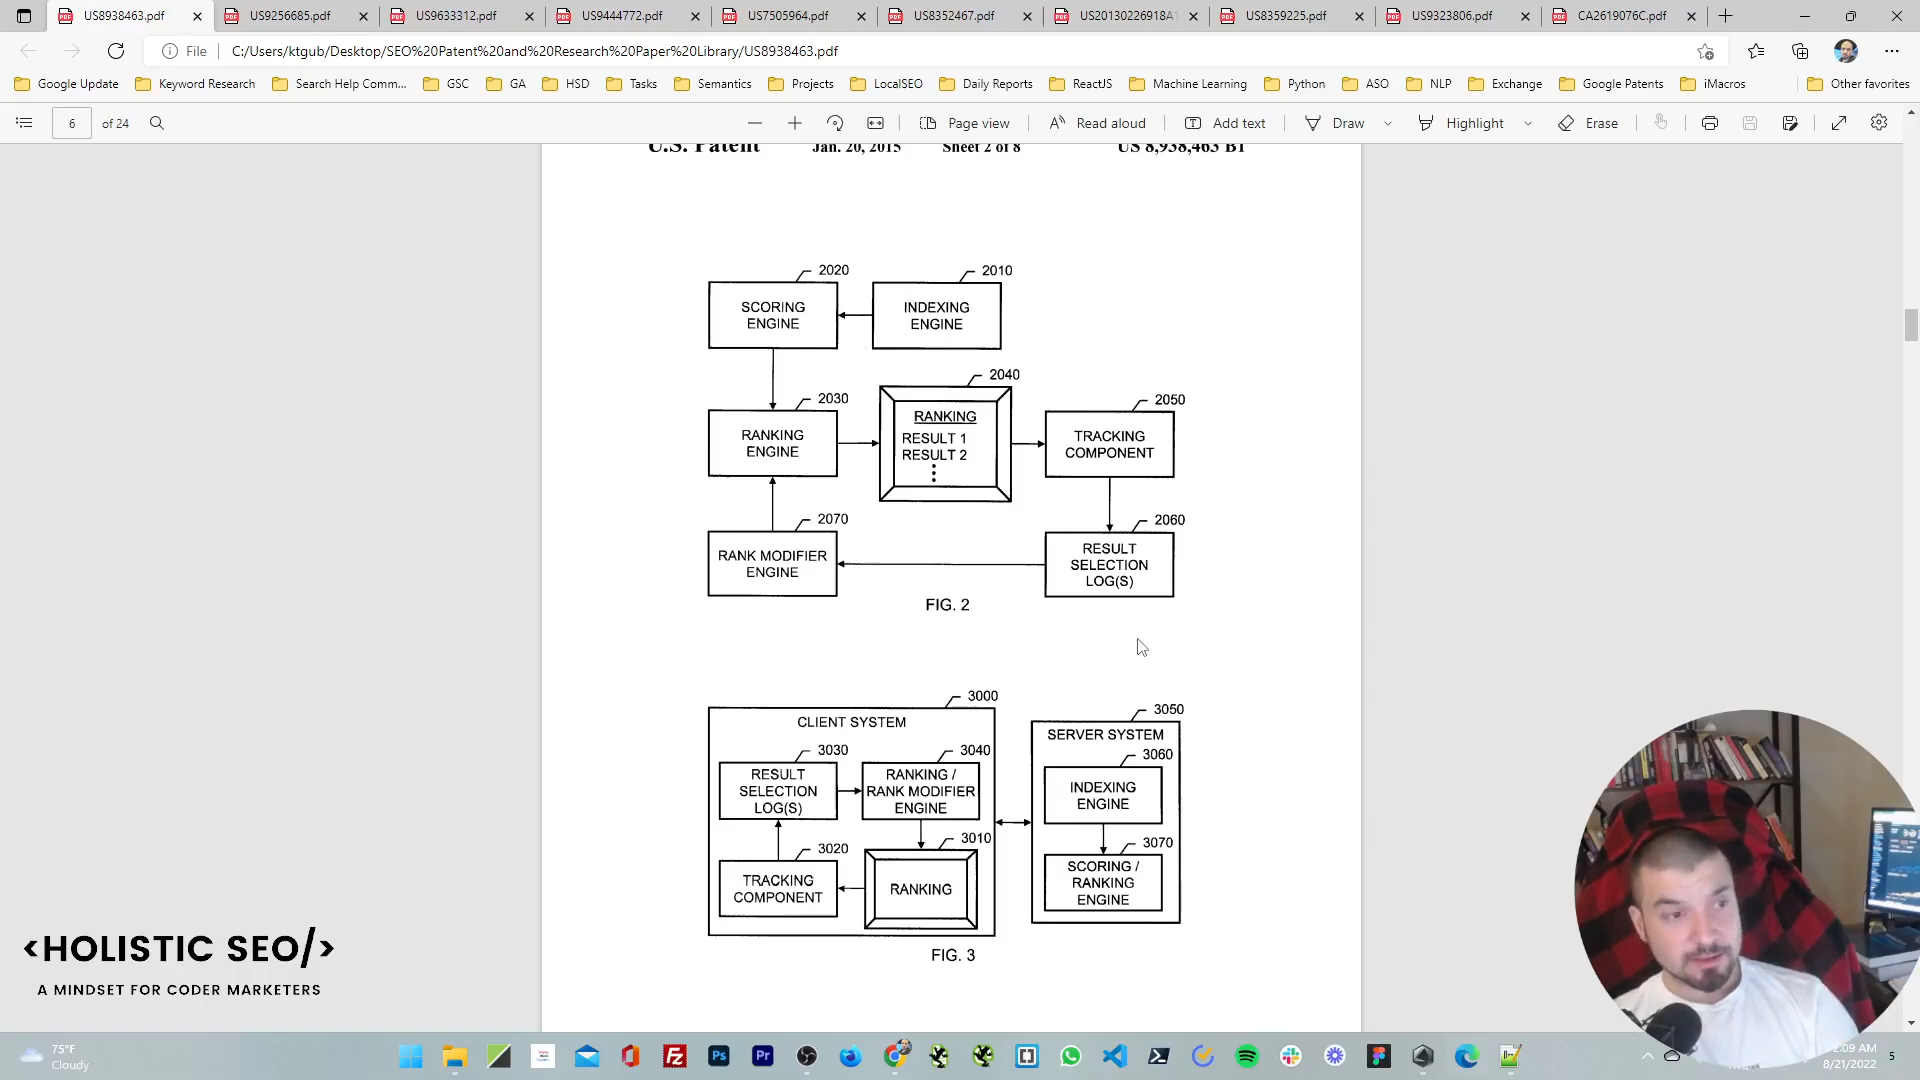 US8938463.pdf
US9256685.pdf
US9633312.pdf
US9444772.pdf
US7505964.pdf
US8352467.pdf
US20130226918A1
US8359225.pdf
US9323806.pdf
CA2619076C.pdf
File
C:/Users/ktgub/Desktop/SEO%20Patent%20and%20Research%20Paper%20Library/US8938463.pdf
Google Update
Keyword Research
Search Help Comm...
GSC
GA
HSD
Tasks
Semantics
Projects
LocalSEO
Daily Reports
ReactJS
Machine Learning
Python
ASO
NLP
Exchange
Google Patents
iMacros
Other favorites
6 of 24
Page view
Read aloud
Add text
Draw
Highlight
Erase
U.S. Patent Jan. 20, 2015 Sheet 2 of 8 US 8,938,463 B1
2020
SCORING
ENGINE
2010
INDEXING
ENGINE
2030
RANKING
ENGINE
2040
RANKING
RESULT 1
RESULT 2
2050
TRACKING
COMPONENT
2070
RANK MODIFIER
ENGINE
2060
RESULT
SELECTION
LOG(S)
FIG. 2
3000
CLIENT SYSTEM
3030
RESULT
SELECTION
LOG(S)
3040
RANKING /
RANK MODIFIER
ENGINE
3020
TRACKING
COMPONENT
3010
RANKING
3050
SERVER SYSTEM
3060
INDEXING
ENGINE
3070
SCORING /
RANKING
ENGINE
FIG. 3
<HOLISTIC SEO/>
A MINDSET FOR CODER MARKETERS
75°F
Cloudy
2:09 AM
8/21/2022
5